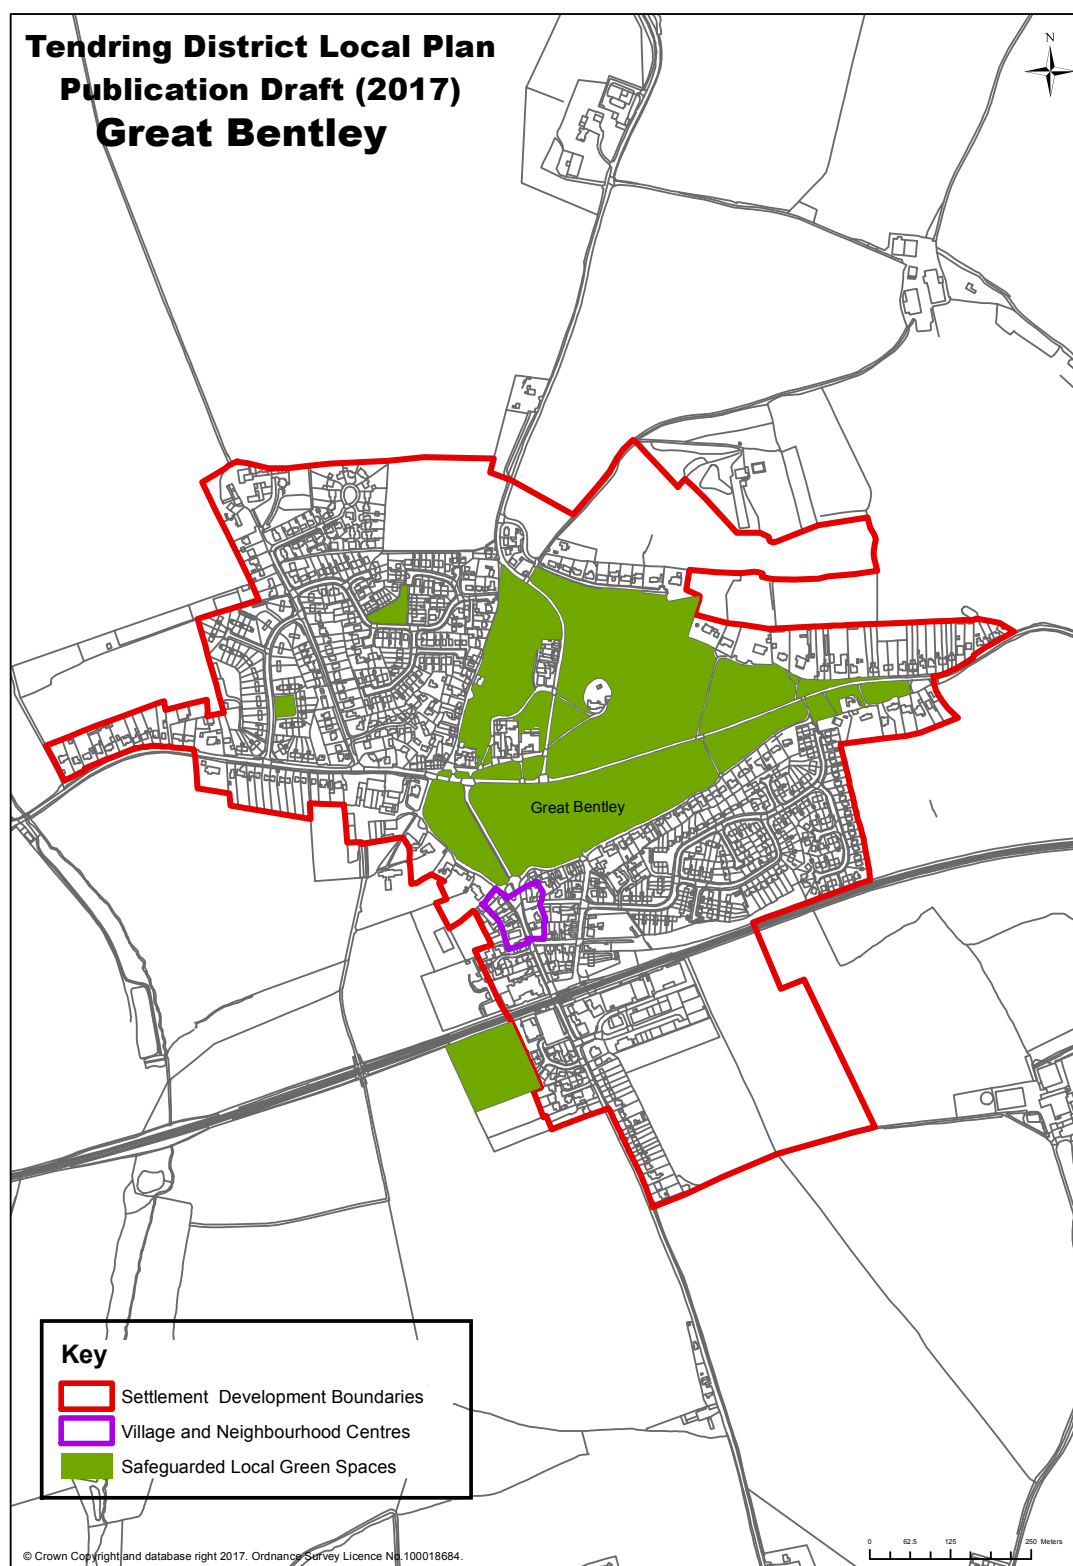 Tendring District Local Plan
Publication Draft (2017)
Great Bentley
N
Great Bentley
Key
Settlement Development Boundaries
Village and Neighbourhood Centres
Safeguarded Local Green Spaces
0 62.5 125 250 Meters
© Crown Copyright and database right 2017. Ordnance Survey Licence No.100018684.